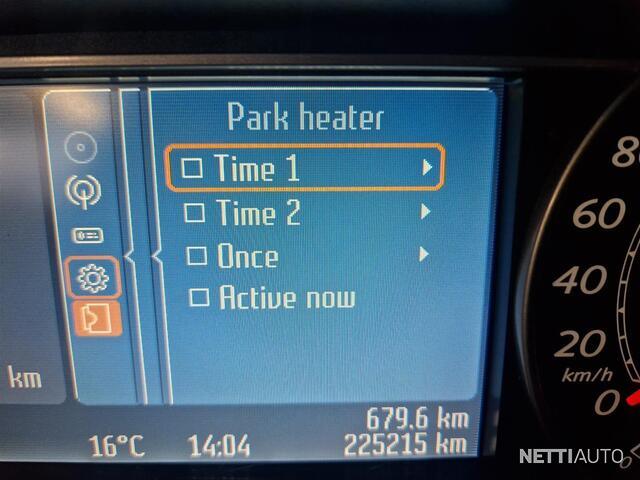 Park heater
Time 1
Time 2
Once
Active now
km
679.6 km
16°C 14:04 225215 km
60
40
20
km/h
0
NETTIAUTO